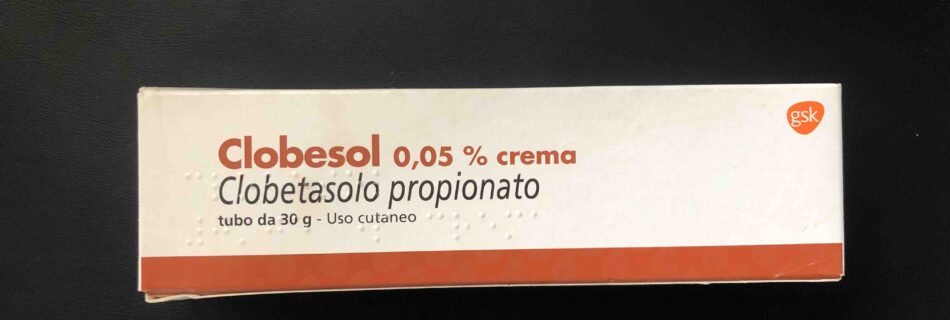 gsk
Clobesol 0,05 % crema
Clobetasolo propionato
tubo da 30 g - Uso cutaneo